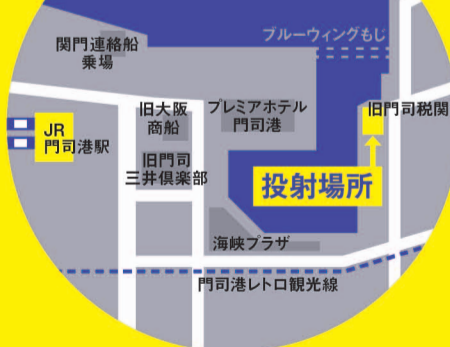 ブルーウィングもじ
関門連絡船
乗場
旧大阪
商船
プレミアホテル
門司港
旧門司税関
JR
門司港駅
旧門司
三井倶楽部
投射場所
海峡プラザ
門司港レトロ観光線